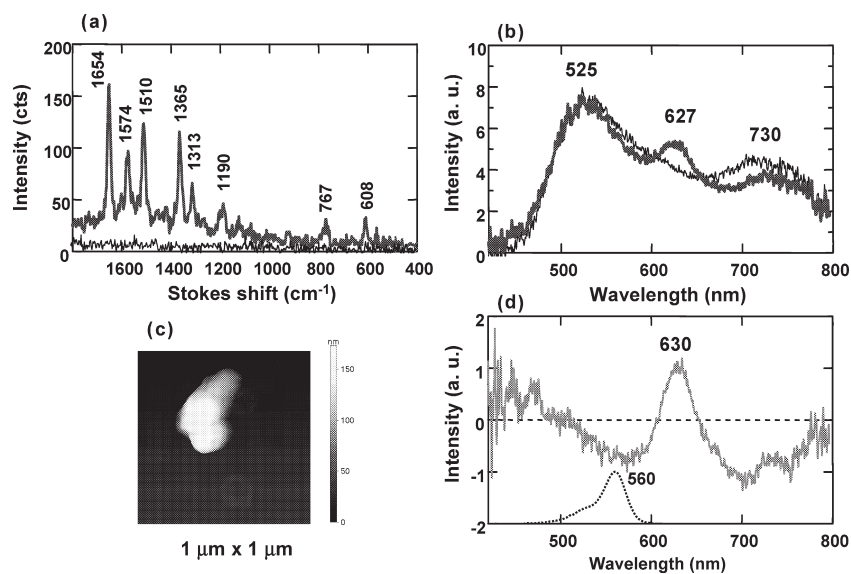 (a)
200
150
100
50
0
Intensity (cts)
1654
1574
1510
1365
1313
1190
767
608
1600 1400 1200 1000 800 600 400
Stokes shift (cm-1)
(b)
10
8
6
4
2
0
Intensity (a. u.)
525
627
730
500 600 700 800
Wavelength (nm)
(c)
nm
150
100
50
0
1 μm x 1 μm
(d)
2
1
0
-1
-2
Intensity (a. u.)
630
560
500 600 700 800
Wavelength (nm)